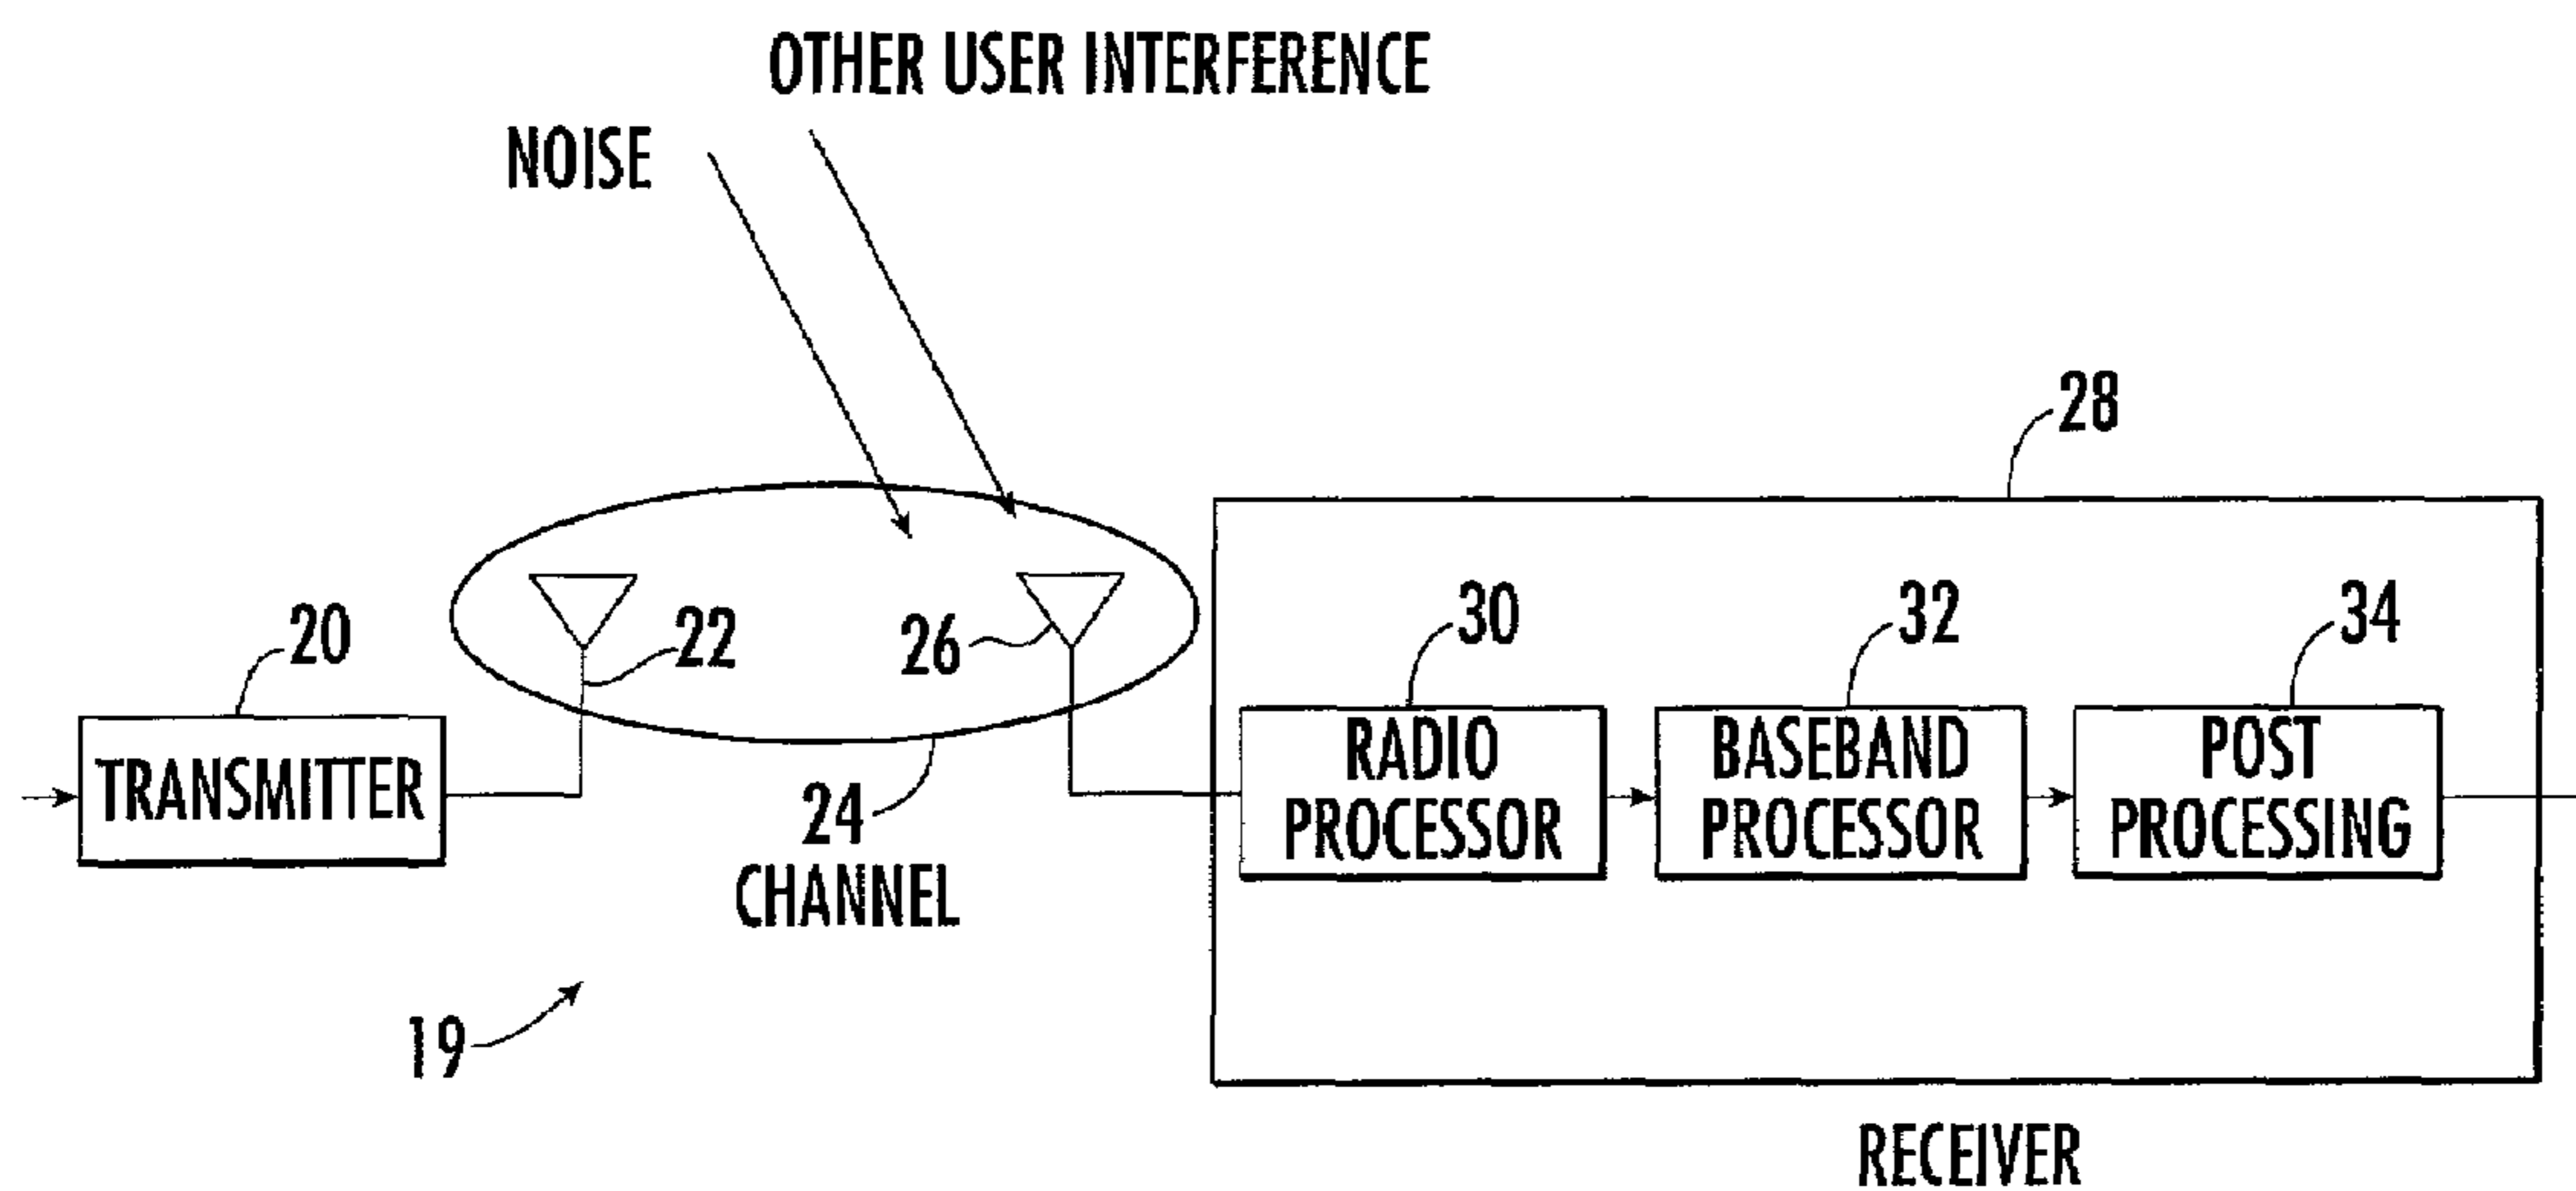 OTHER USER INTERFERENCE
NOISE
28
20
22
26
30
32
34
TRANSMITTER
RADIO
PROCESSOR
BASEBAND
PROCESSOR
POST
PROCESSING
24
CHANNEL
19
RECEIVER